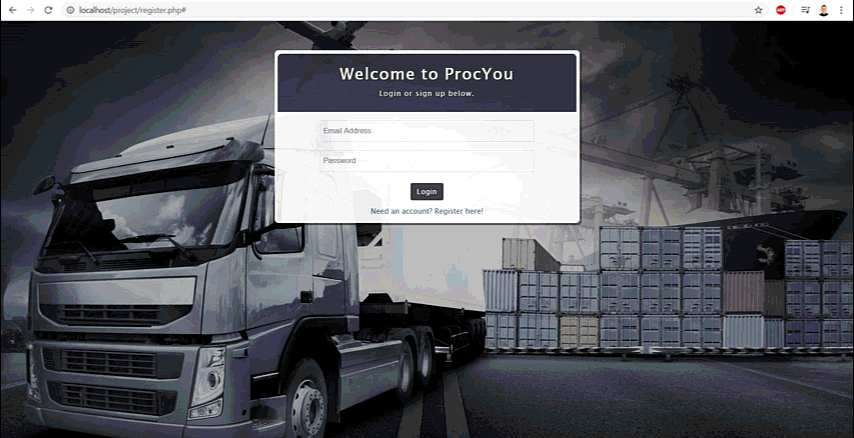 localhost/project/register.php#
ABP
Welcome to ProcYou
Login or sign up below.
Email Address
Password
Login
Need an account? Register here!